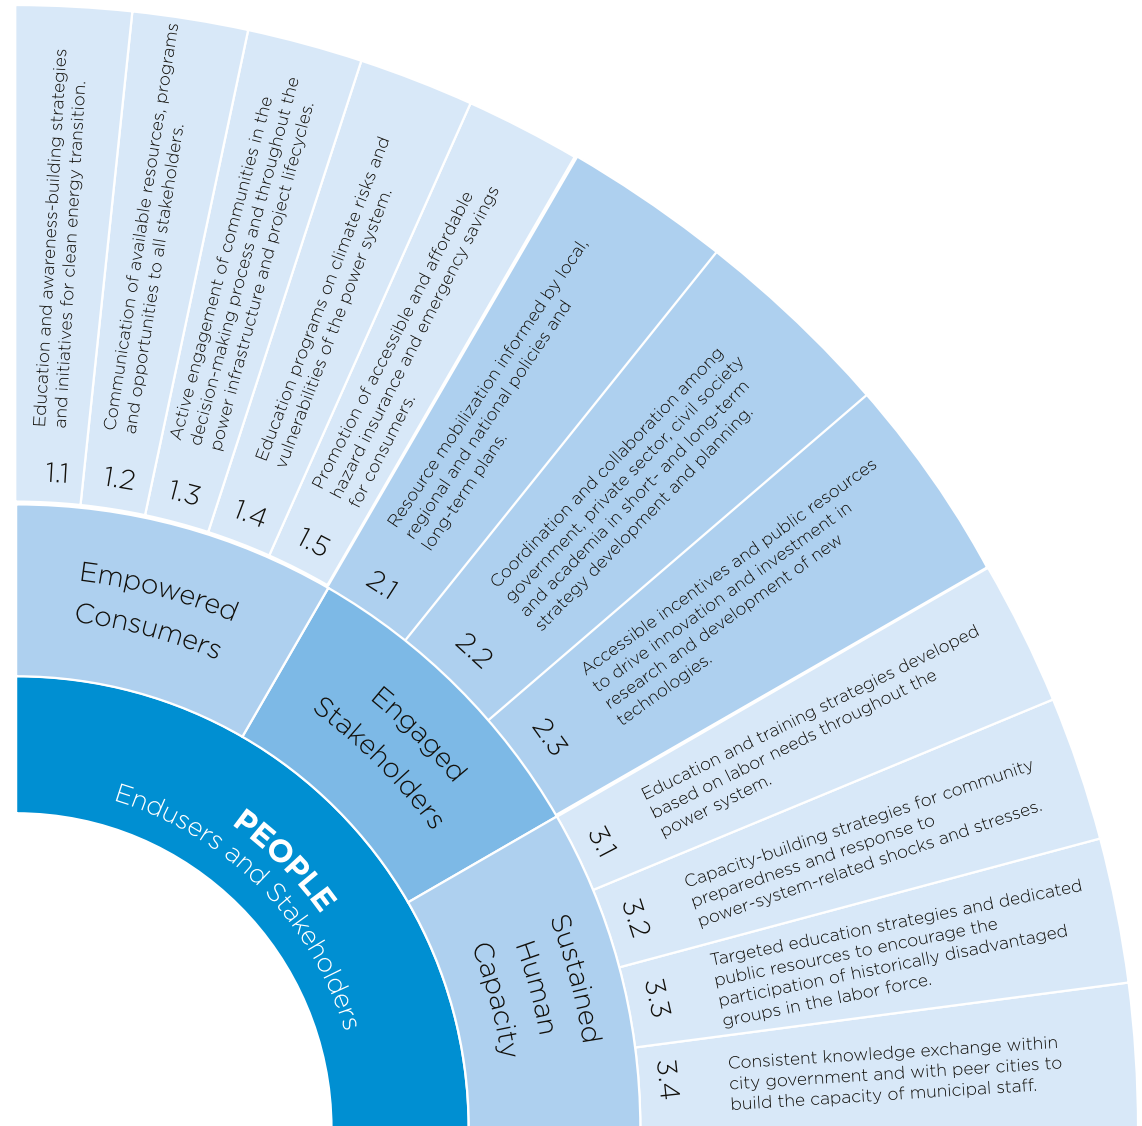 PEOPLE
Endusers and Stakeholders
Empowered
Consumers
1.1
Education and awareness-building strategies
and initiatives for clean energy transition.
1.2
Communication of available resources, programs
and opportunities to all stakeholders.
1.3
Active engagement of communities in the
decision-making process and throughout the
power infrastructure and project lifecycles.
1.4
Education programs on climate risks and
vulnerabilities of the power system.
1.5
Promotion of accessible and affordable
hazard insurance and emergency savings
for consumers.
Engaged
Stakeholders
2.1
Resource mobilization informed by local,
regional and national policies and
long-term plans.
2.2
Coordination and collaboration among
government, private sector, civil society
and academia in short- and long-term
strategy development and planning.
2.3
Accessible incentives and public resources
to drive innovation and investment in
research and development of new
technologies.
Sustained
Human
Capacity
3.1
Education and training strategies developed
based on labor needs throughout the
power system.
3.2
Capacity-building strategies for community
preparedness and response to
power-system-related shocks and stresses.
3.3
Targeted education strategies and dedicated
public resources to encourage the
participation of historically disadvantaged
groups in the labor force.
3.4
Consistent knowledge exchange within
city government and with peer cities to
build the capacity of municipal staff.